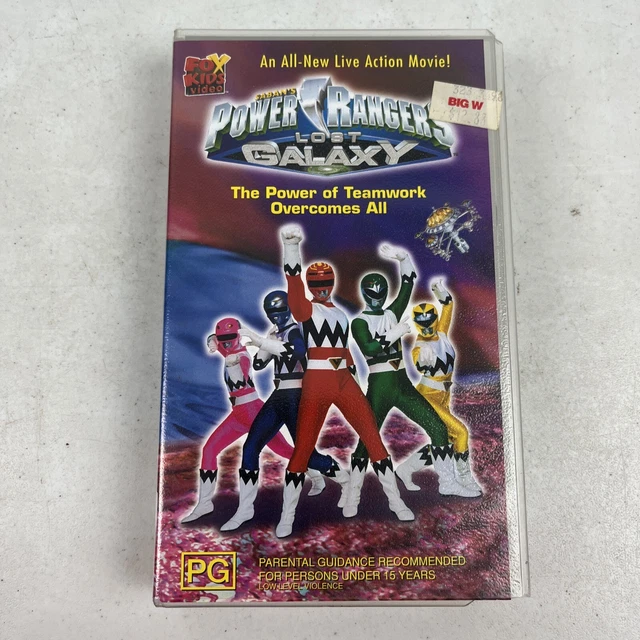 FOX
KIDS
video
An All-New Live Action Movie!
SABAN'S
POWER RANGERS
LOST
GALAXY
BIG W
The Power of Teamwork
Overcomes All
PG
PARENTAL GUIDANCE RECOMMENDED
FOR PERSONS UNDER 15 YEARS
LOW LEVEL VIOLENCE